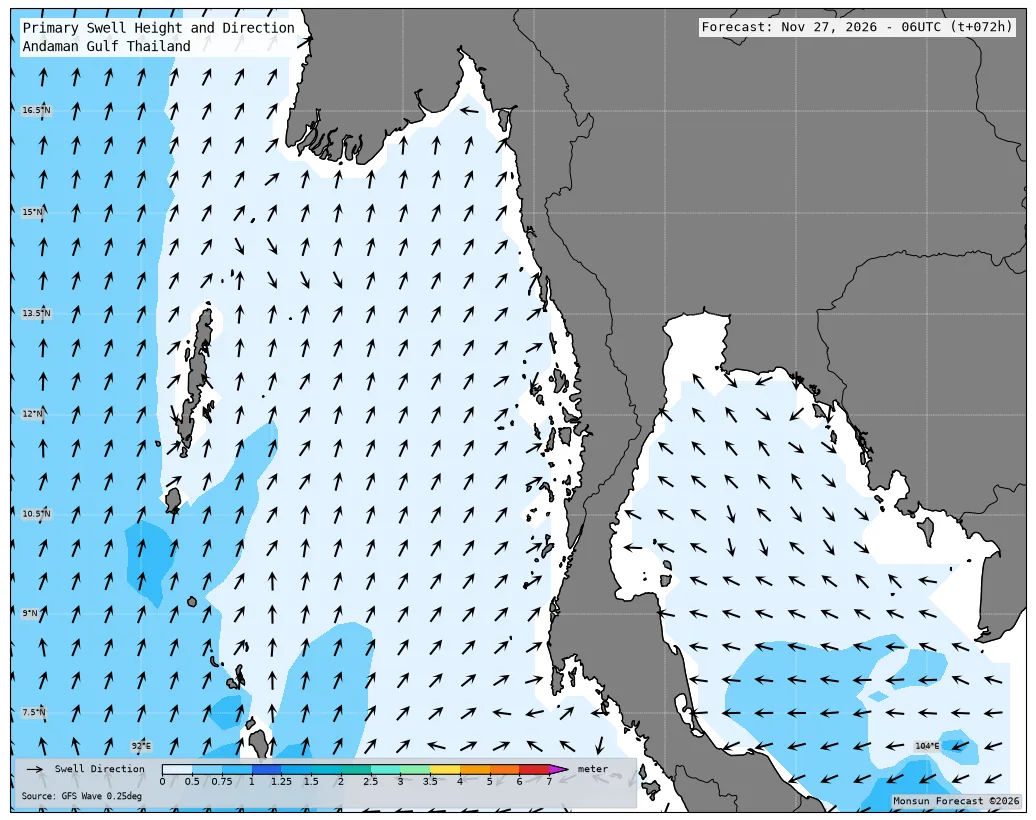 Primary Swell Height and Direction
Andaman Gulf Thailand
Forecast: Nov 27, 2026 - 06UTC (t+072h)
16.5°N
15°N
13.5°N
12°N
10.5°N
9°N
7.5°N
92°E
104°E
Swell Direction
meter
0 0.5 0.75 1 1.25 1.5 2 2.5 3 3.5 4 5 6 7
Source: GFS Wave 0.25deg
Monsun Forecast ©2026